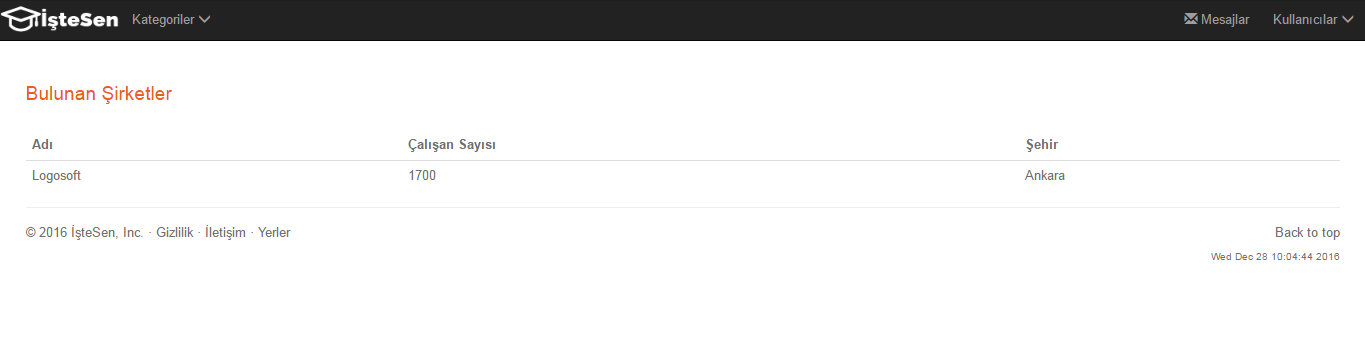 İşteSen Kategoriler Mesajlar Kullanıcılar
Bulunan Şirketler
Adı Çalışan Sayısı Şehir
Logosoft 1700 Ankara
© 2016 İşteSen, Inc. · Gizlilik · İletişim · Yerler Back to top
Wed Dec 28 10:04:44 2016